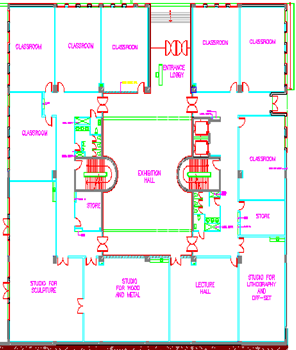 CLASSROOM
CLASSROOM
CLASSROOM
CLASSROOM
CLASSROOM
ENTRANCE
LOBBY
CLASSROOM
CLASSROOM
EXHIBITION
HALL
STORE
STORE
STUDIO FOR
SCULPTURE
STUDIO
FOR WOOD
AND METAL
LECTURE
HALL
STUDIO FOR
LITHOGRAPHY
AND
OFF-SET